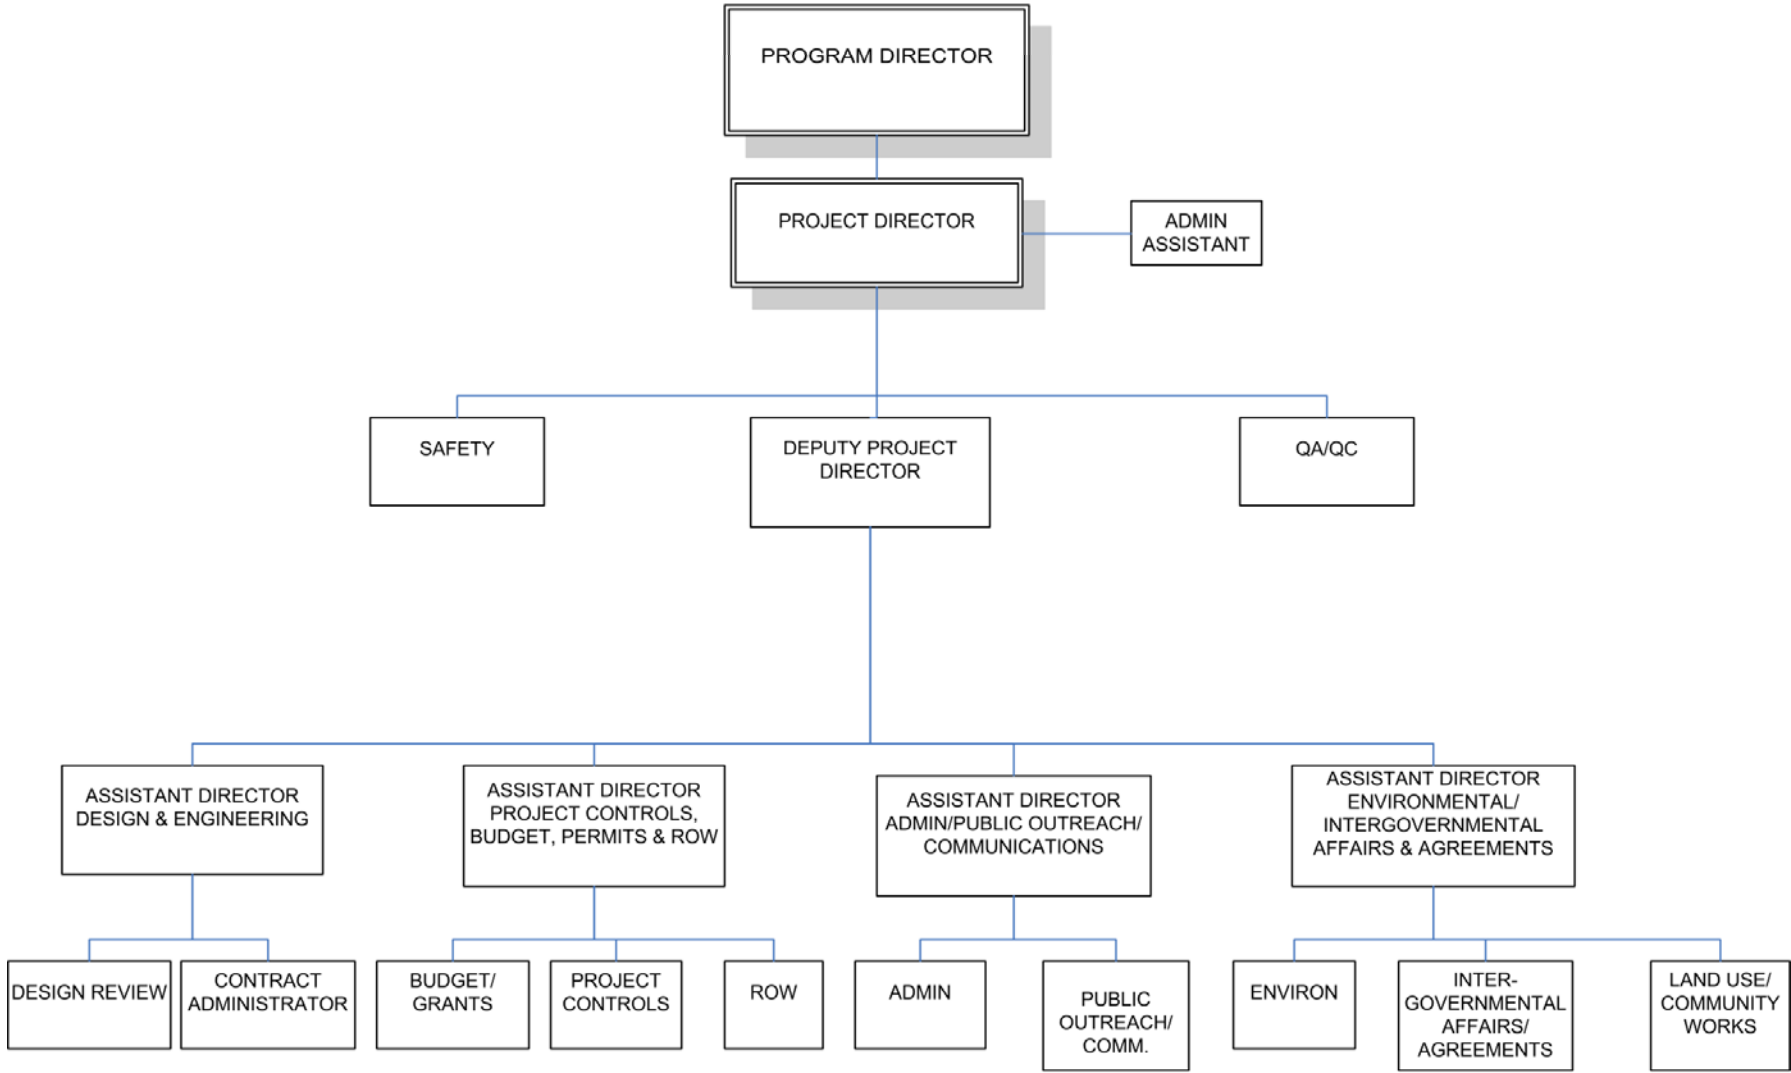 PROGRAM DIRECTOR
PROJECT DIRECTOR
ADMIN
ASSISTANT
SAFETY
DEPUTY PROJECT
DIRECTOR
QA/QC
ASSISTANT DIRECTOR
DESIGN & ENGINEERING
ASSISTANT DIRECTOR
PROJECT CONTROLS,
BUDGET, PERMITS & ROW
ASSISTANT DIRECTOR
ADMIN/PUBLIC OUTREACH/
COMMUNICATIONS
ASSISTANT DIRECTOR
ENVIRONMENTAL/
INTERGOVERNMENTAL
AFFAIRS & AGREEMENTS
DESIGN REVIEW
CONTRACT
ADMINISTRATOR
BUDGET/
GRANTS
PROJECT
CONTROLS
ROW
ADMIN
PUBLIC
OUTREACH/
COMM.
ENVIRON
INTER-
GOVERNMENTAL
AFFAIRS/
AGREEMENTS
LAND USE/
COMMUNITY
WORKS